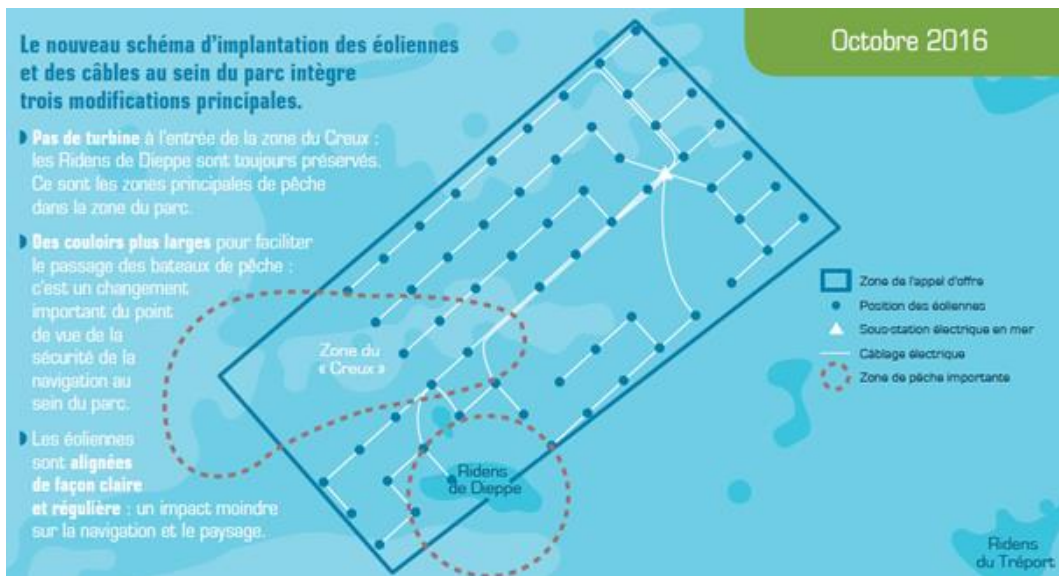 Octobre 2016
Le nouveau schéma d'implantation des éoliennes
et des câbles au sein du parc intègre
trois modifications principales.
Pas de turbine à l'entrée de la zone du Creux :
les Ridens de Dieppe sont toujours préservés.
Ce sont les zones principales de pêche
dans la zone du parc.
Des couloirs plus larges pour faciliter
le passage des bateaux de pêche :
c'est un changement
important du point
de vue de la
sécurité de la
navigation au
sein du parc.
Les éoliennes
sont alignées
de façon claire
et régulière : un impact moindre
sur la navigation et le paysage.
Zone du
« Creux »
Ridens
de Dieppe
Zone de l'appel d'offre
Position des éoliennes
Sous-station électrique en mer
Câblage électrique
Zone de pêche importante
Ridens
du Tréport